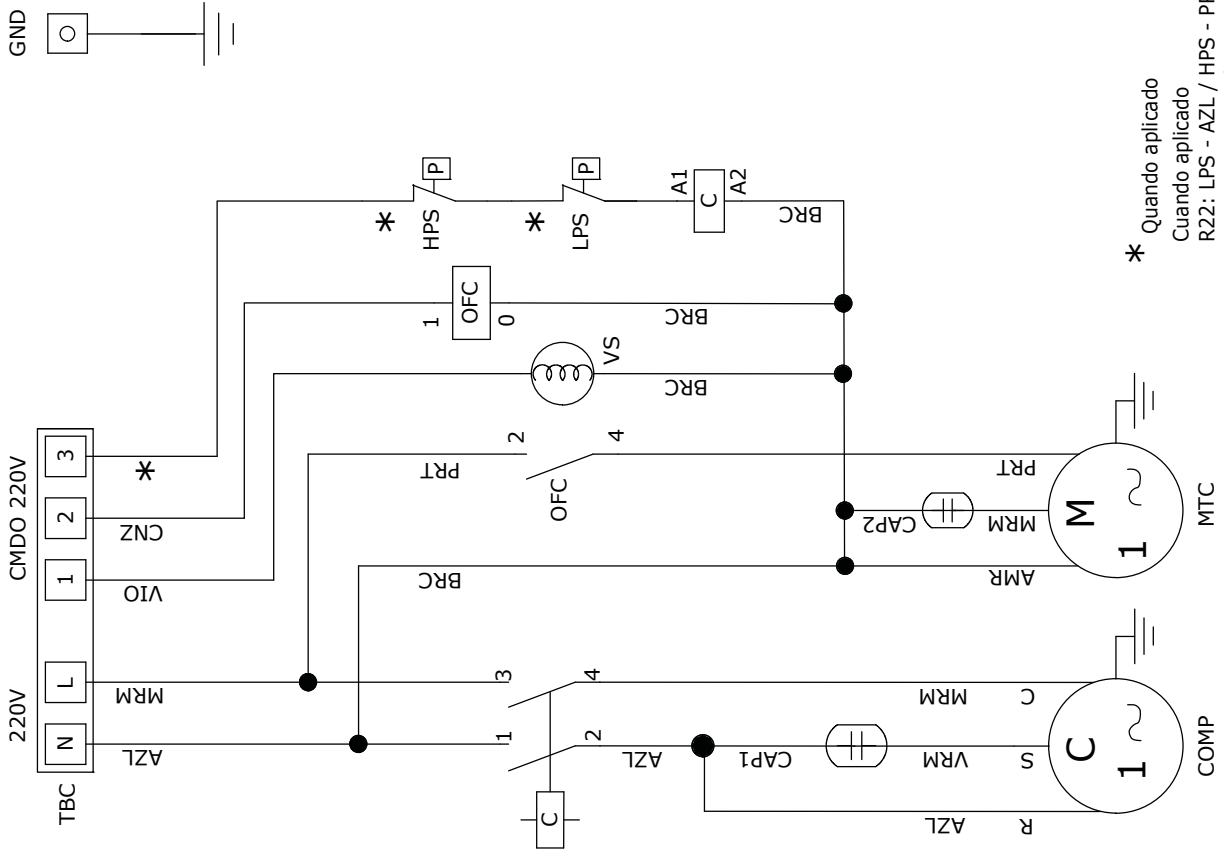 GND
220V
CMDO 220V
TBC
N
L
1
2
3
AZL
MRM
VIO
CNZ
*
BRC
PRT
1
3
2
4
C
2
4
OFC
VS
BRC
1
OFC
0
BRC
*
HPS
P
*
LPS
P
A1
C
A2
BRC
AZL
CAP1
VRM
MRM
AZL
R
S
C
C
1
COMP
CAP2
AMR
MRM
PRT
M
1
MTC
* Quando aplicado
Cuando aplicado
R22: LPS - AZL / HPS -